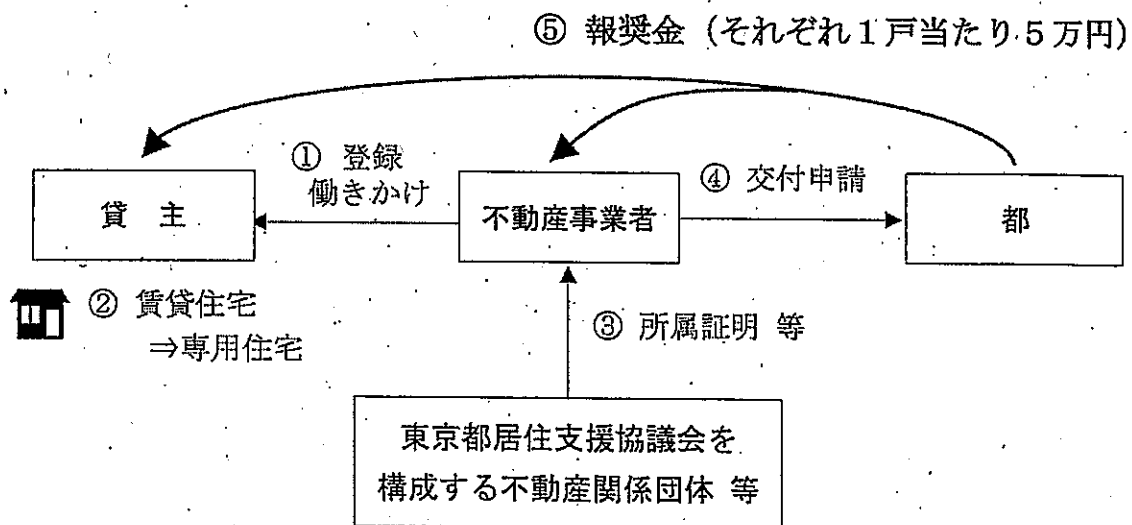 ⑤ 報奨金（それぞれ１戸当たり５万円）
① 登録
働きかけ
④ 交付申請
貸　主
不動産事業者
都
② 賃貸住宅
⇒専用住宅
③ 所属証明 等
東京都居住支援協議会を
構成する不動産関係団体 等